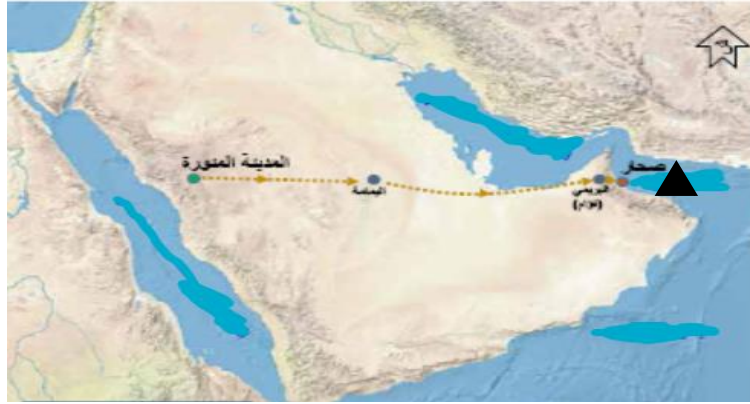 المدينة المنورة
صحار
اليمامة
البريمي
(توام)